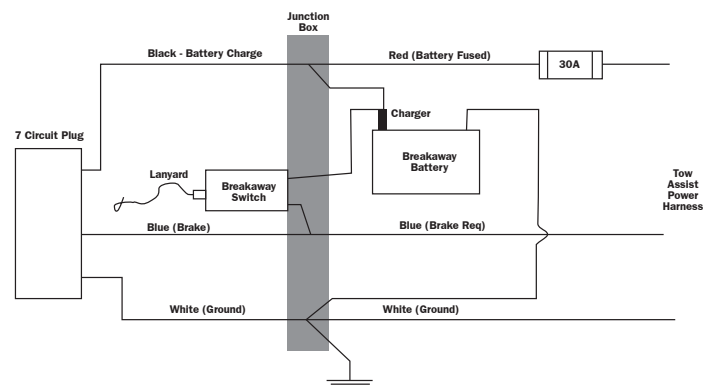 Junction
Box
Black - Battery Charge
Red (Battery Fused)
30A
Charger
7 Circuit Plug
Breakaway
Battery
Lanyard
Breakaway
Switch
Tow
Assist
Power
Harness
Blue (Brake)
Blue (Brake Req)
White (Ground)
White (Ground)